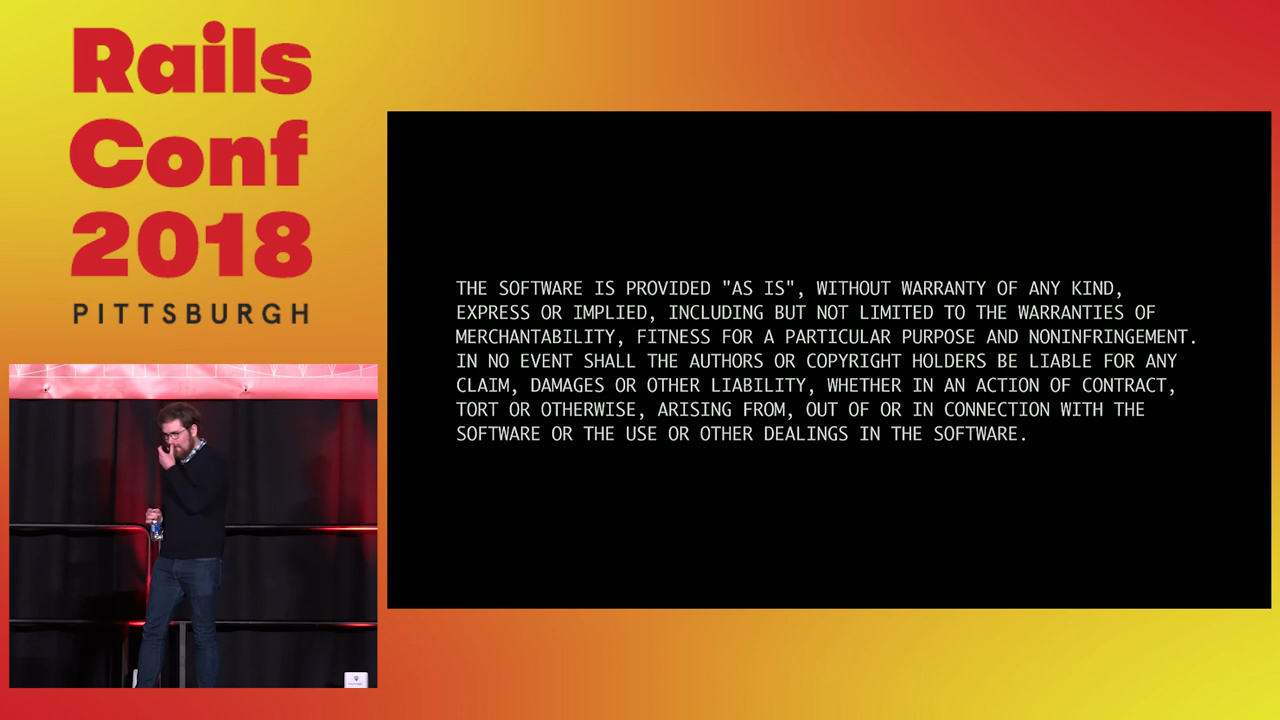 Rails
Conf
2018
PITTSBURGH
THE SOFTWARE IS PROVIDED "AS IS", WITHOUT WARRANTY OF ANY KIND,
EXPRESS OR IMPLIED, INCLUDING BUT NOT LIMITED TO THE WARRANTIES OF
MERCHANTABILITY, FITNESS FOR A PARTICULAR PURPOSE AND NONINFRINGEMENT.
IN NO EVENT SHALL THE AUTHORS OR COPYRIGHT HOLDERS BE LIABLE FOR ANY
CLAIM, DAMAGES OR OTHER LIABILITY, WHETHER IN AN ACTION OF CONTRACT,
TORT OR OTHERWISE, ARISING FROM, OUT OF OR IN CONNECTION WITH THE
SOFTWARE OR THE USE OR OTHER DEALINGS IN THE SOFTWARE.